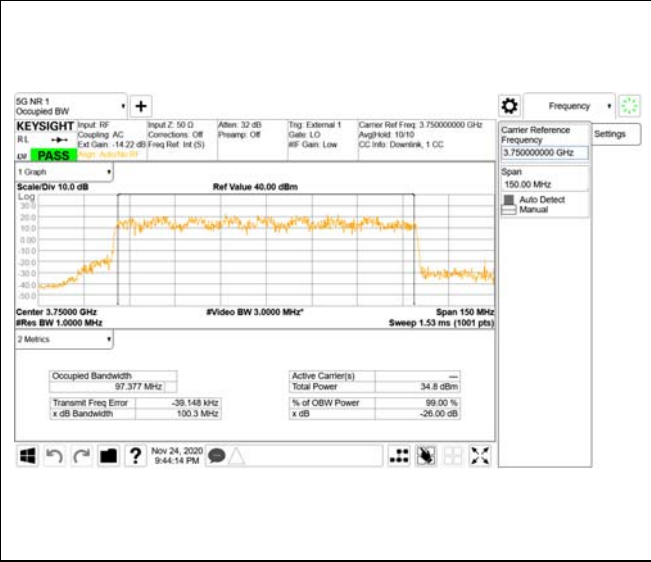 5G NR 1
Occupied BW
Frequency
KEYSIGHT
R L
PASS
Input: RF
Coupling: AC
Ext Gain: -14.22 dB
Align: Auto/No RF
Input Z: 50 Ω
Corrections: Off
Freq Ref: Int (S)
Atten: 32 dB
Preamp: Off
Trig: External 1
Gate: LO
#IF Gain: Low
Carrier Ref Freq: 3.750000000 GHz
Avg|Hold: 10/10
CC Info: Downlink, 1 CC
Carrier Reference
Frequency
3.750000000 GHz
Settings
Span
150.00 MHz
Auto Detect
Manual
1 Graph
Scale/Div 10.0 dB
Ref Value 40.00 dBm
Log
30.0
20.0
10.0
0.00
-10.0
-20.0
-30.0
-40.0
-50.0
Center 3.75000 GHz
#Video BW 3.0000 MHz*
Span 150 MHz
#Res BW 1.0000 MHz
Sweep 1.53 ms (1001 pts)
2 Metrics
Occupied Bandwidth
97.377 MHz
Transmit Freq Error -39.148 kHz
x dB Bandwidth 100.3 MHz
Active Carrier(s) —
Total Power 34.8 dBm
% of OBW Power 99.00 %
x dB -26.00 dB
?
Nov 24, 2020
9:44:14 PM